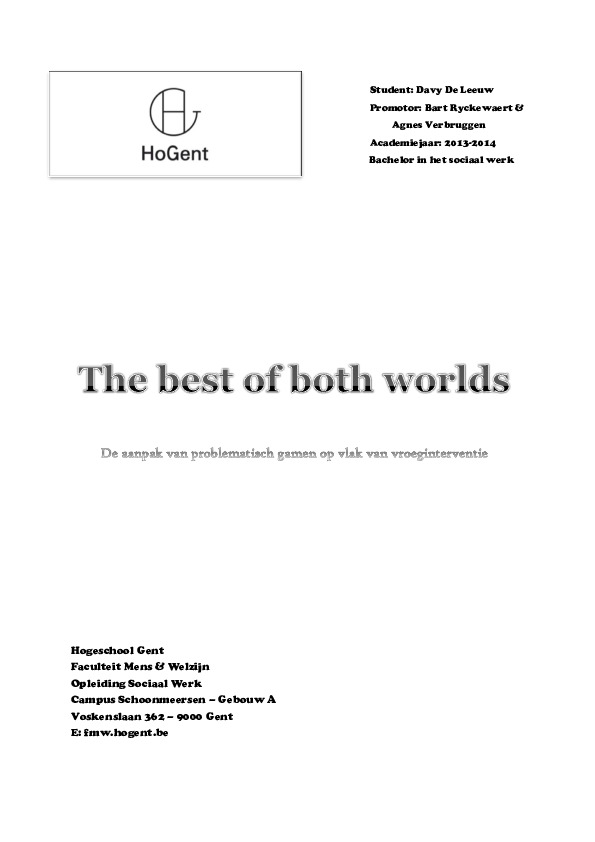 HoGent
Student: Davy De Leeuw
Promotor: Bart Ryckewaert &
Agnes Verbruggen
Academiejaar: 2013-2014
Bachelor in het sociaal werk
The best of both worlds
De aanpak van problematisch gamen op vlak van vroeginterventie
Hogeschool Gent
Faculteit Mens & Welzijn
Opleiding Sociaal Werk
Campus Schoonmeersen – Gebouw A
Voskenslaan 362 – 9000 Gent
E: fmw.hogent.be